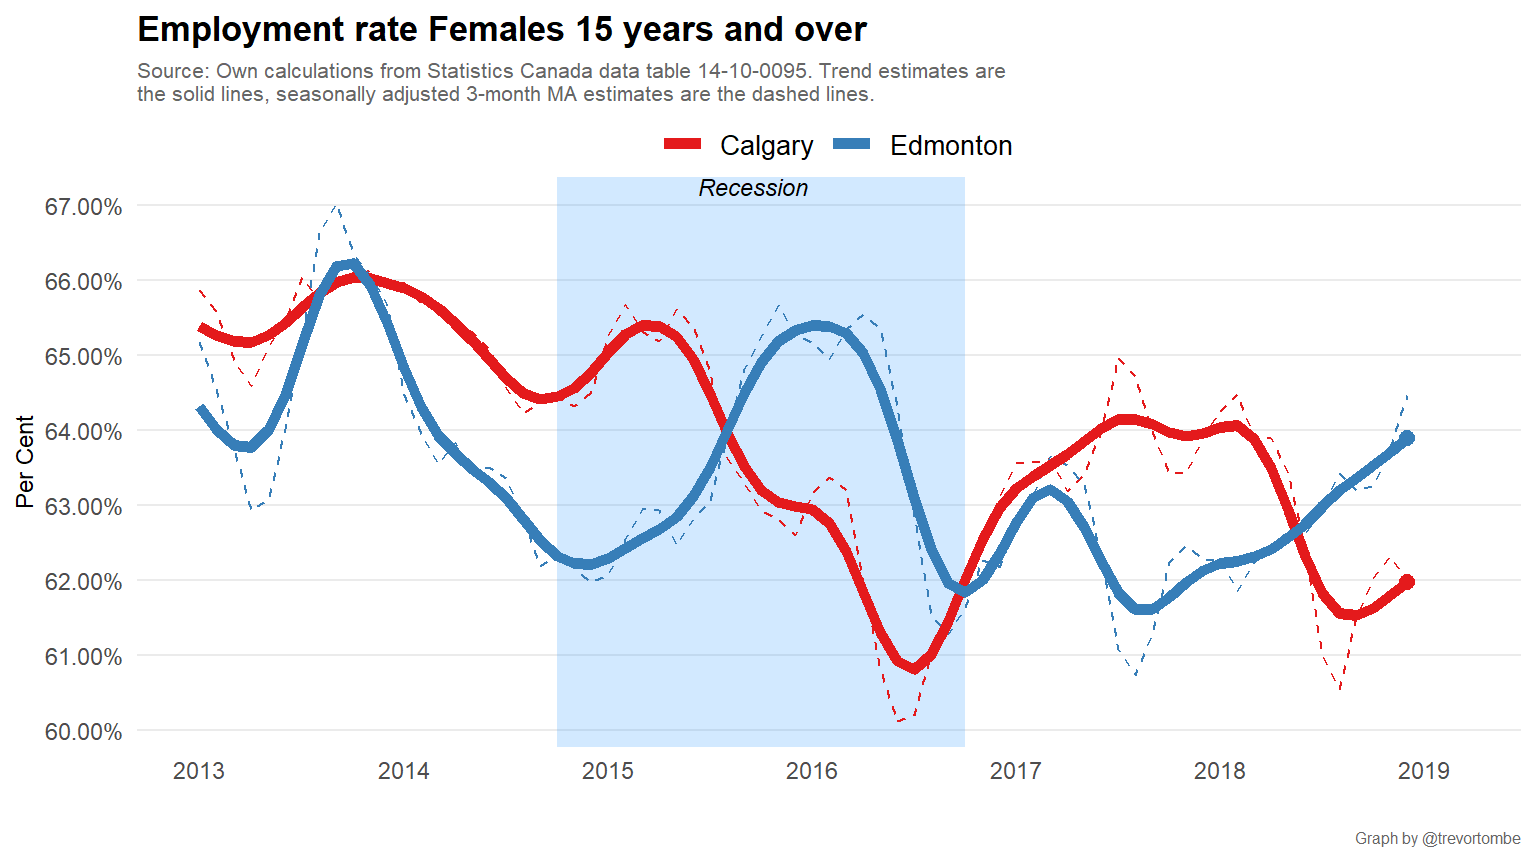 Employment rate Females 15 years and over
Source: Own calculations from Statistics Canada data table 14-10-0095. Trend estimates are
the solid lines, seasonally adjusted 3-month MA estimates are the dashed lines.
Calgary Edmonton
Recession
67.00%
66.00%
65.00%
64.00%
63.00%
62.00%
61.00%
60.00%
Per Cent
2013 2014 2015 2016 2017 2018 2019
Graph by @trevortombe